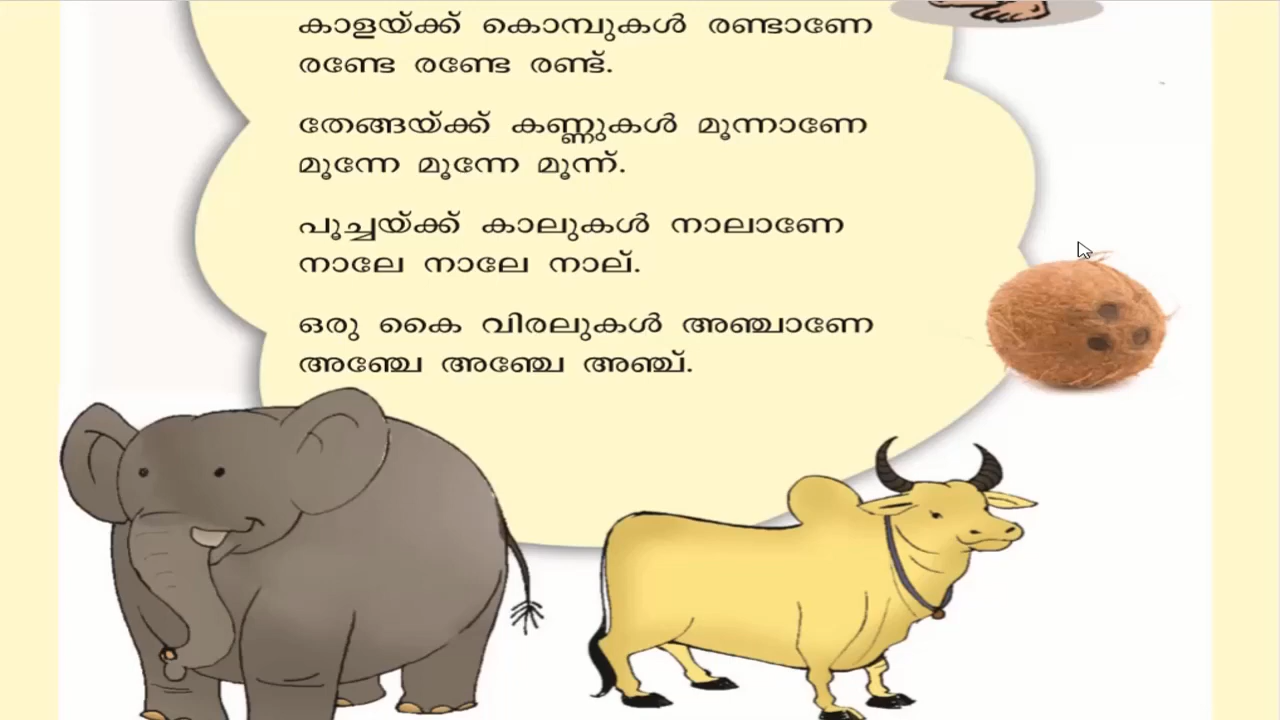 കാളയ്ക്ക് കൊമ്പുകൾ രണ്ടാണേ
രണ്ടേ രണ്ടേ രണ്ട്.
തേങ്ങയ്ക്ക് കണ്ണുകൾ മൂന്നാണേ
മൂന്നേ മൂന്നേ മൂന്ന്.
പൂച്ചയ്ക്ക് കാലുകൾ നാലാണേ
നാലേ നാലേ നാല്.
ഒരു കൈ വിരലുകൾ അഞ്ചാണേ
അഞ്ചേ അഞ്ചേ അഞ്ച്.